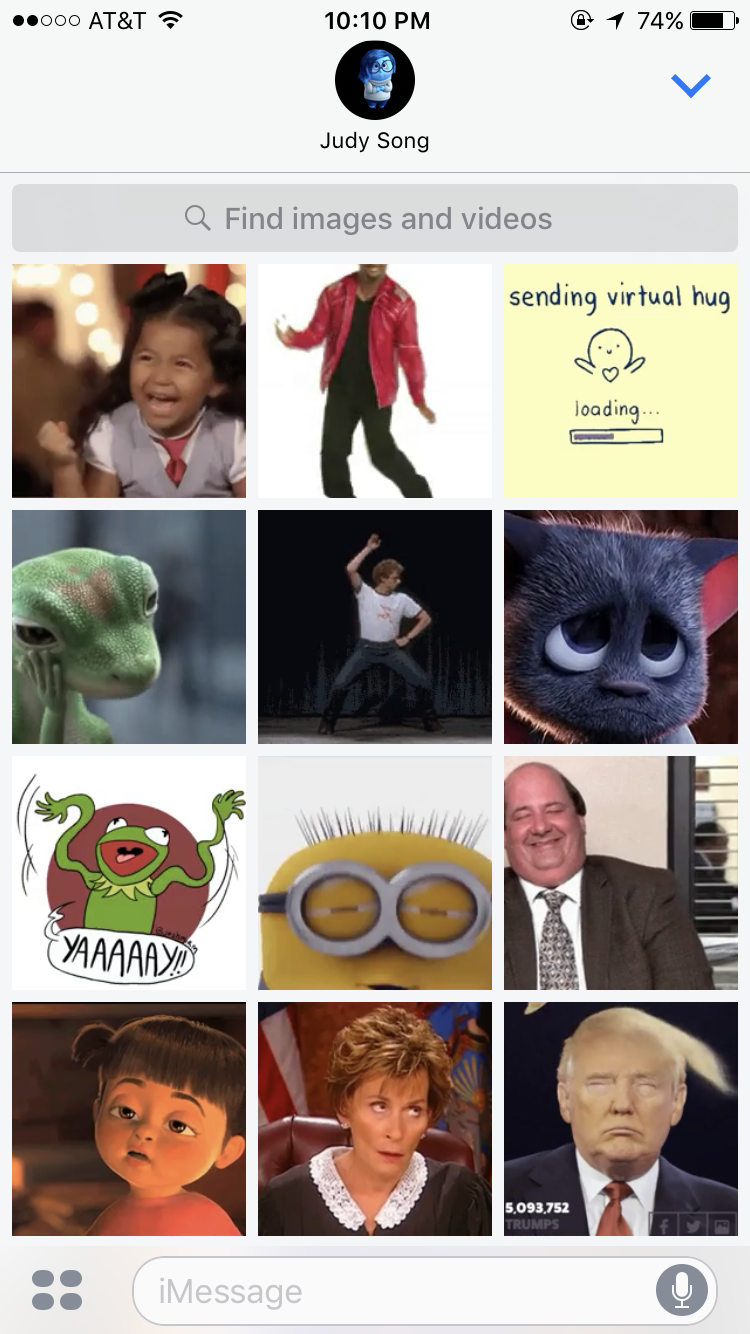 AT&T
10:10 PM
74%
Judy Song
Find images and videos
sending virtual hug
loading...
YAAAAAY!!
5,093,752
TRUMPS
iMessage